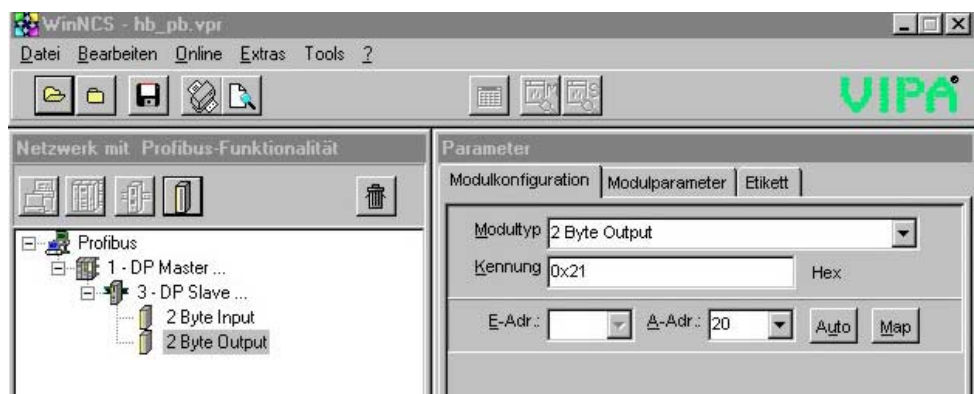 WinNCS - hb_pb.vpr
Datei Bearbeiten Online Extras Tools ?
VIPA
Netzwerk mit Profibus-Funktionalität
Profibus
1 - DP Master ...
3 - DP Slave ...
2 Byte Input
2 Byte Output
Parameter
Modulkonfiguration Modulparameter Etikett
Modultyp 2 Byte Output
Kennung 0x21 Hex
E-Adr.: A-Adr.: 20 Auto Map